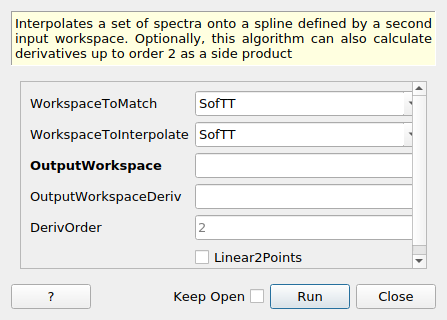 Interpolates a set of spectra onto a spline defined by a second
input workspace. Optionally, this algorithm can also calculate
derivatives up to order 2 as a side product
WorkspaceToMatch SofTT
WorkspaceToInterpolate SofTT
OutputWorkspace
OutputWorkspaceDeriv
DerivOrder 2
Linear2Points
? Keep Open Run Close